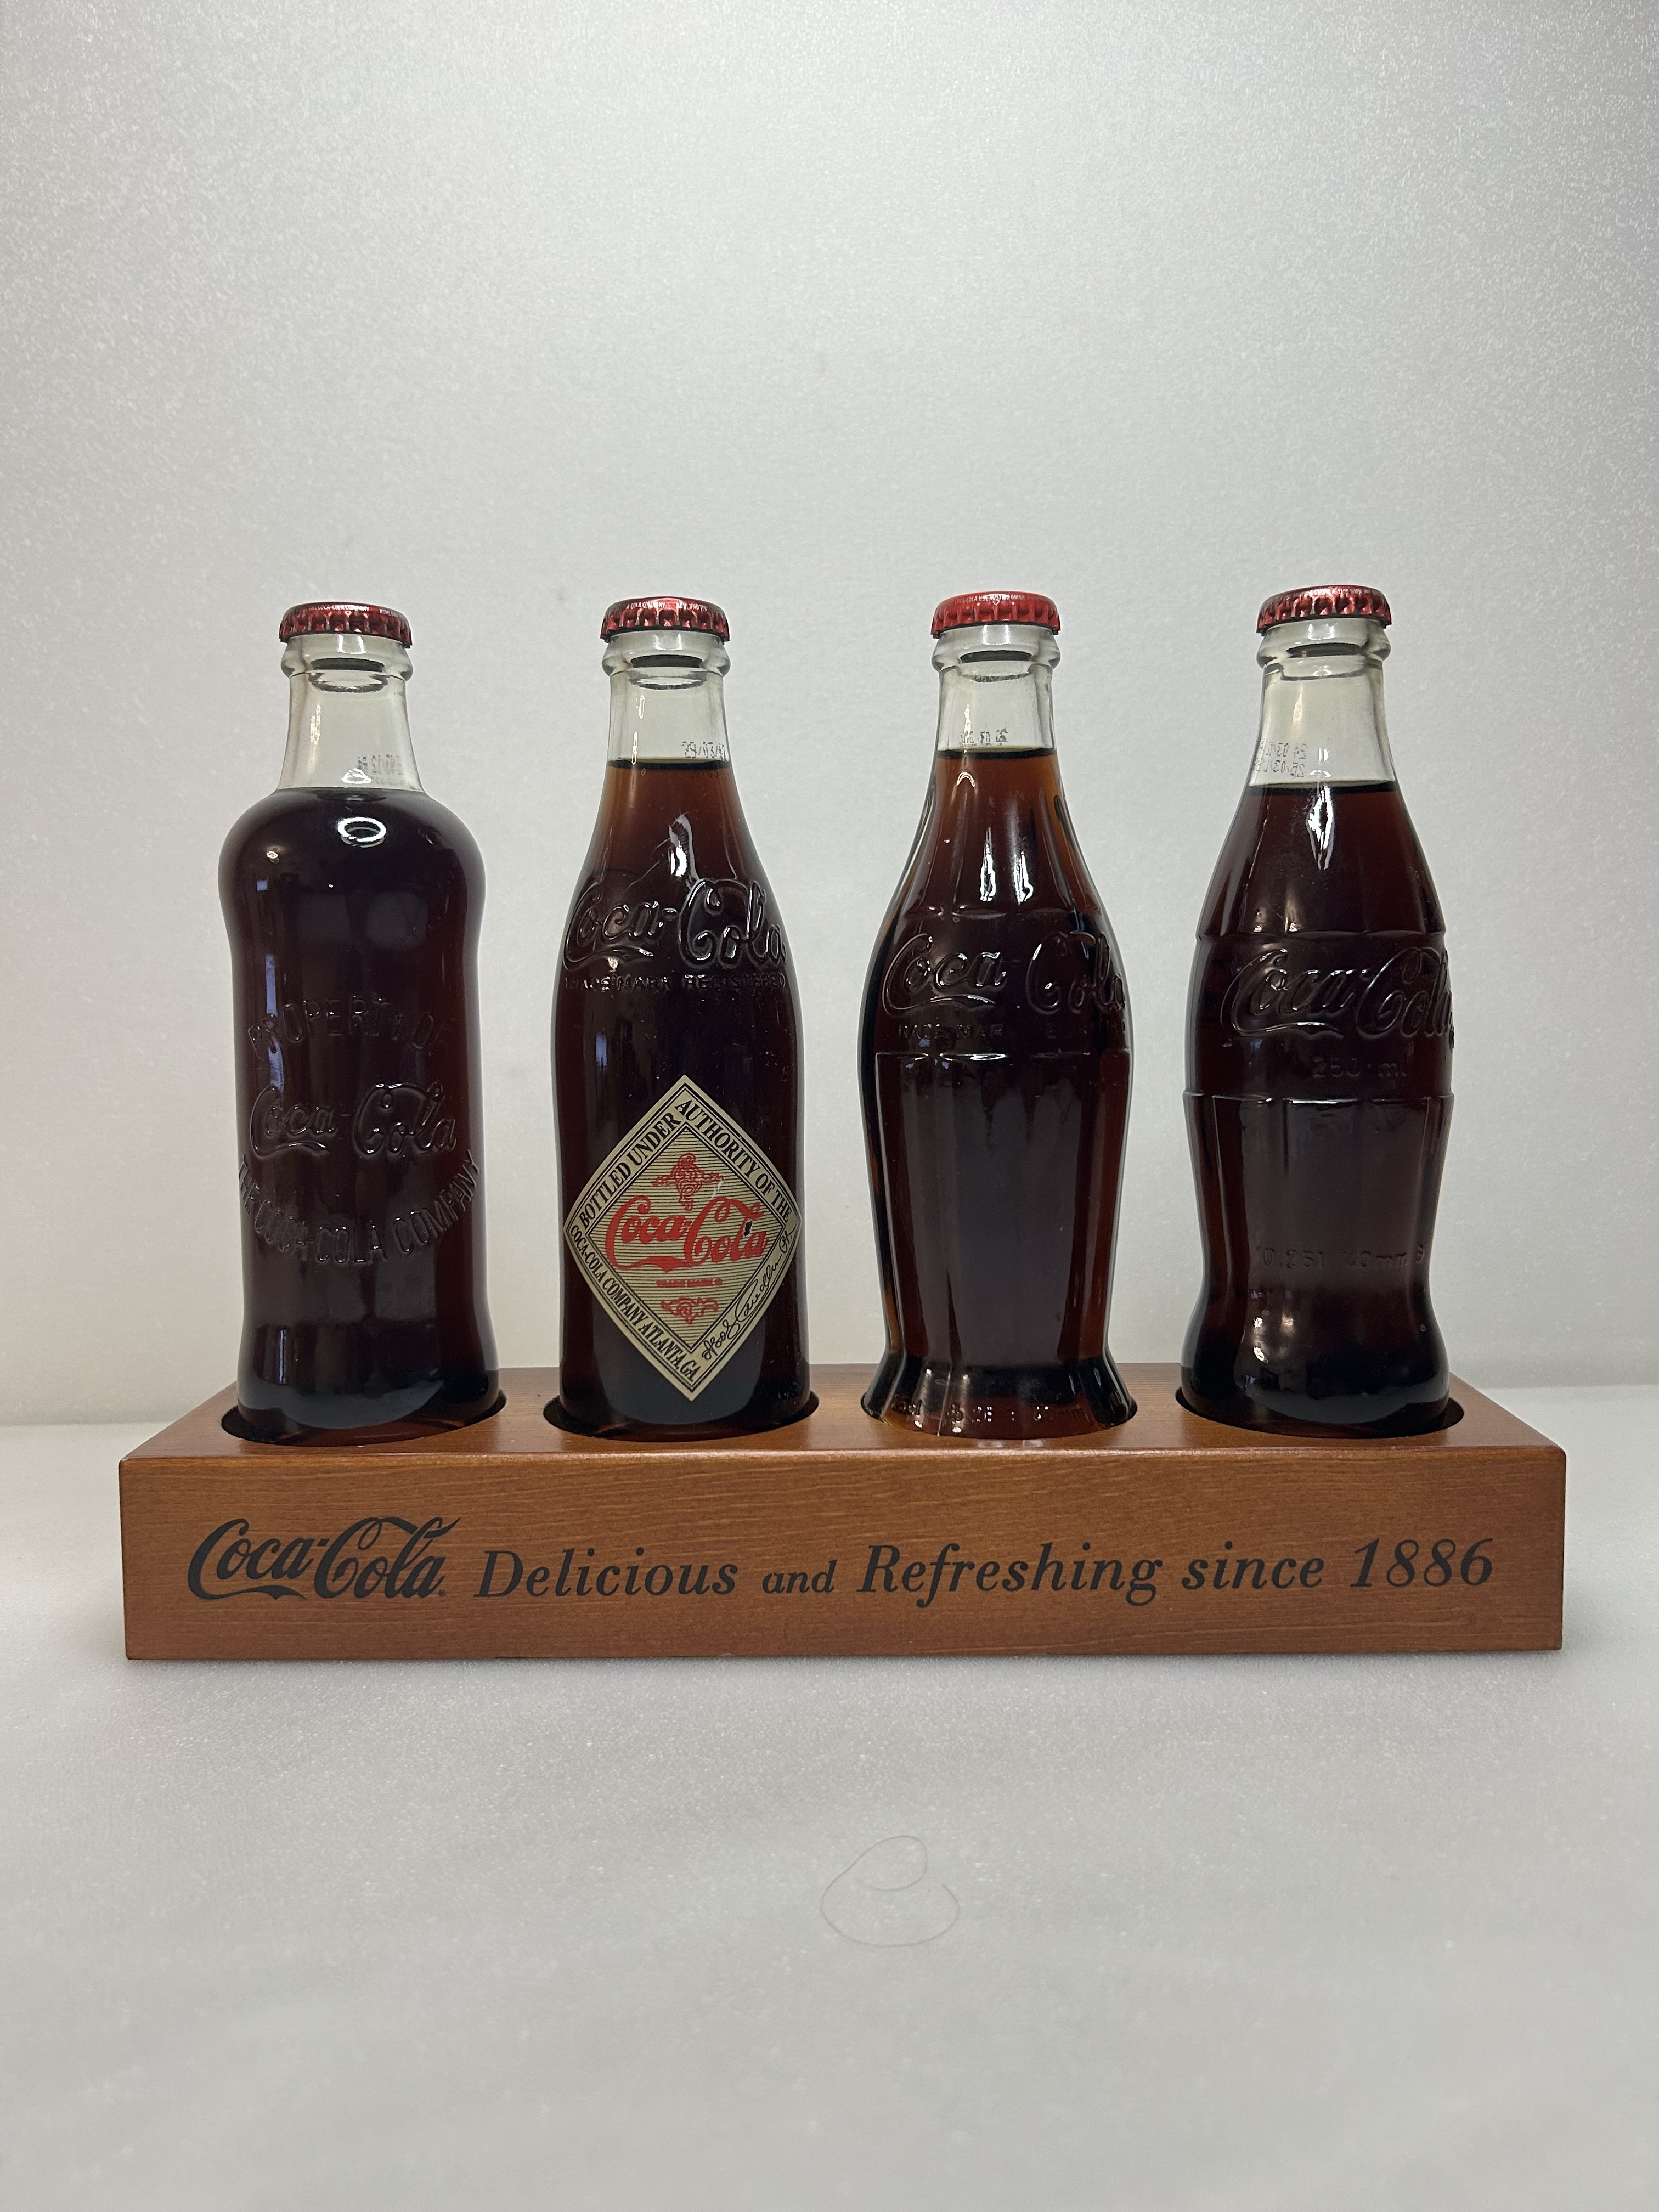 PROPERTY OF
Coca-Cola
THE COCA-COLA COMPANY
Coca-Cola
TRADE MARK REGISTERED
BOTTLED UNDER AUTHORITY OF THE
Coca-Cola
TRADE MARK ®
COCA-COLA COMPANY, ATLANTA, GA
Coca-Cola
Coca-Cola
250 ml
Coca-Cola® Delicious and Refreshing since 1886